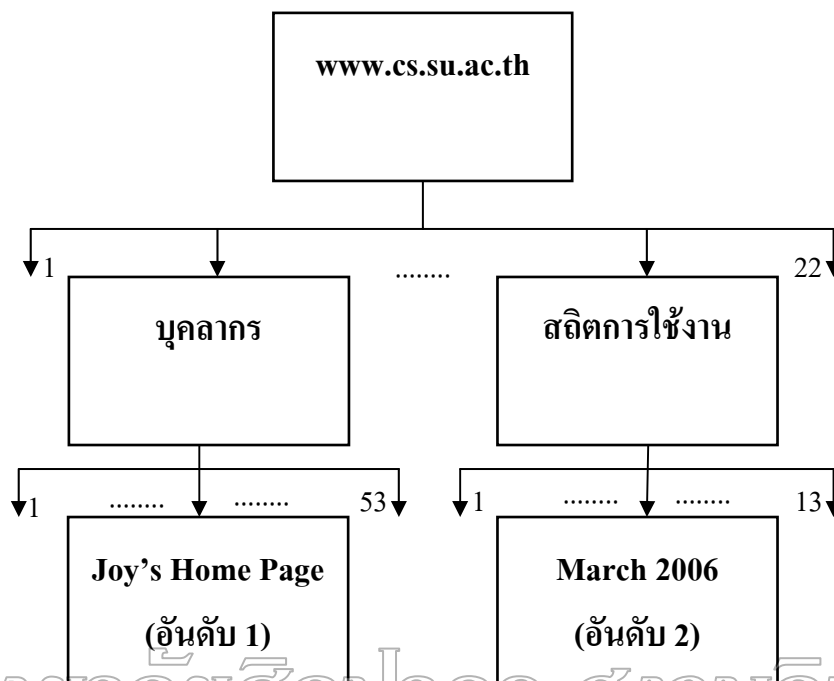 www.cs.su.ac.th
1 ........ 22
บุคลากร สถิตการใช้งาน
1 ........ ........ 53 1 ........ ........ 13
Joy's Home Page March 2006
(อันดับ 1) (อันดับ 2)